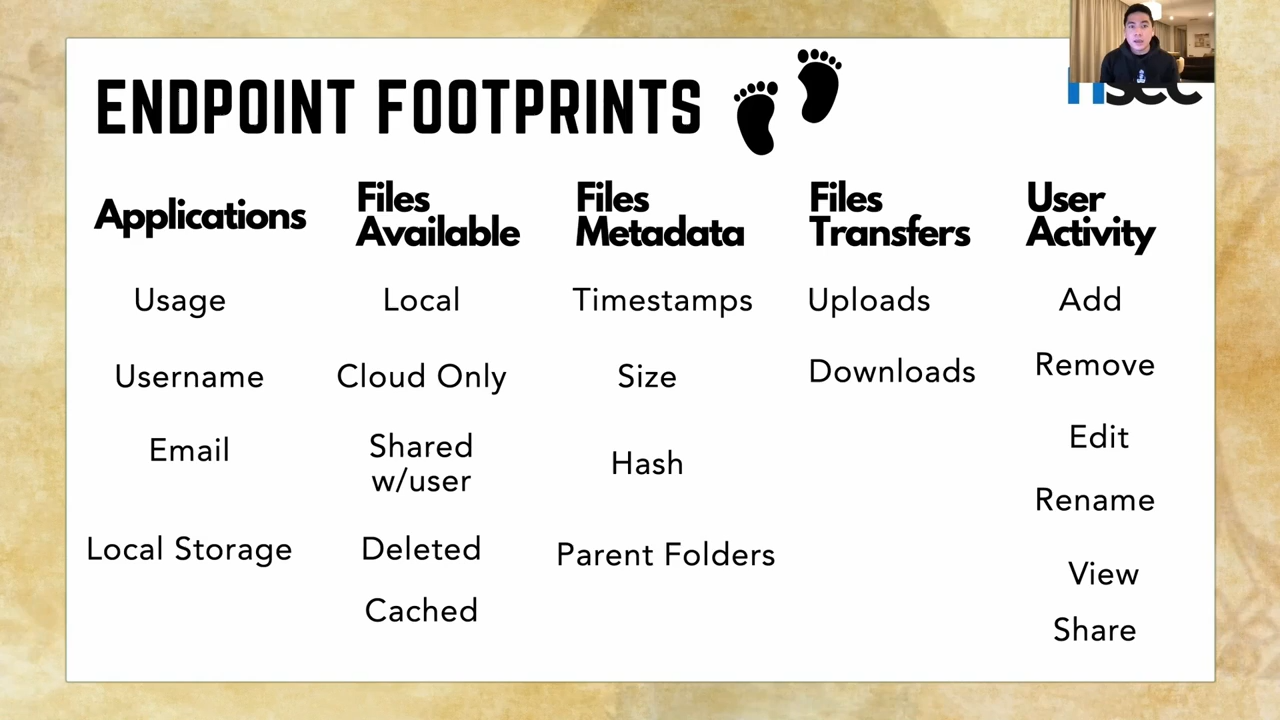 ENDPOINT FOOTPRINTS
nsec
Applications
Usage
Username
Email
Local Storage
Files
Available
Local
Cloud Only
Shared
w/user
Deleted
Cached
Files
Metadata
Timestamps
Size
Hash
Parent Folders
Files
Transfers
Uploads
Downloads
User
Activity
Add
Remove
Edit
Rename
View
Share